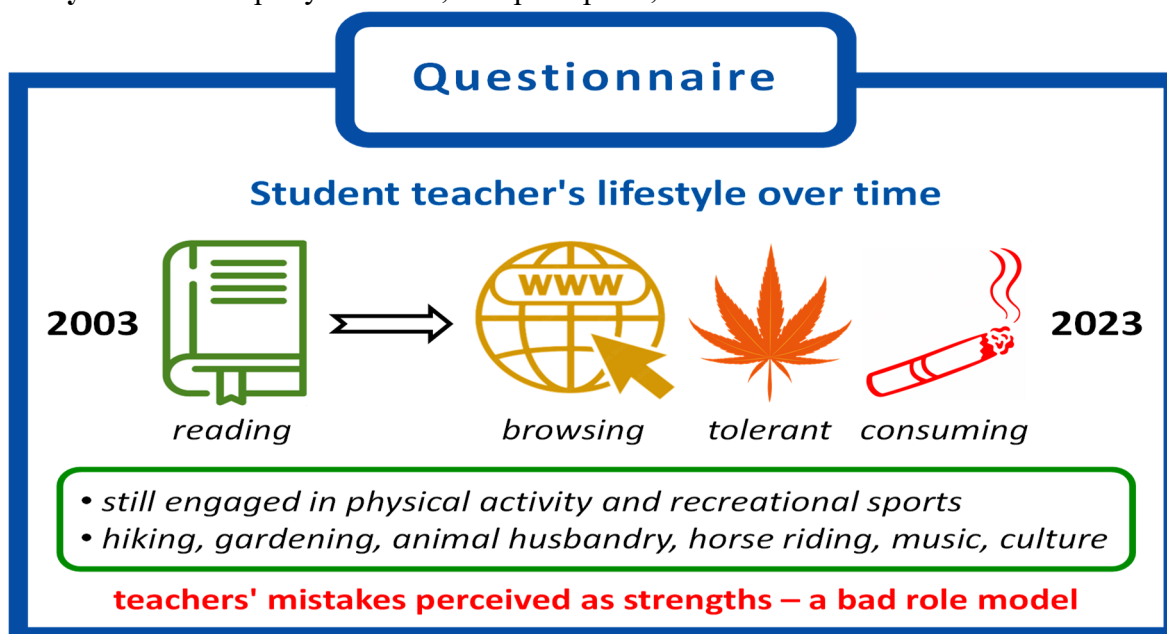 Questionnaire
Student teacher's lifestyle over time
WWW
2003
2023
reading
browsing
tolerant
consuming
• still engaged in physical activity and recreational sports
• hiking, gardening, animal husbandry, horse riding, music, culture
teachers' mistakes perceived as strengths – a bad role model